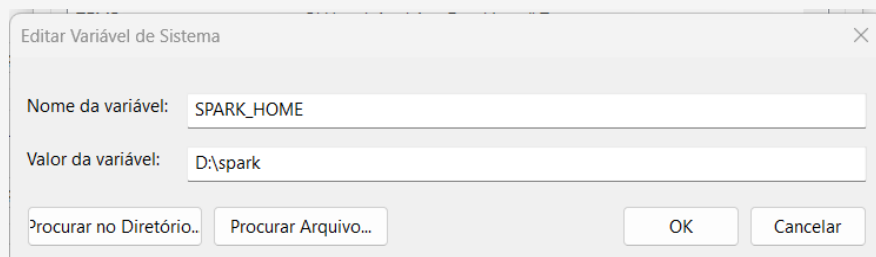 Editar Variável de Sistema
Nome da variável: SPARK_HOME
Valor da variável: D:\spark
Procurar no Diretório... Procurar Arquivo... OK Cancelar